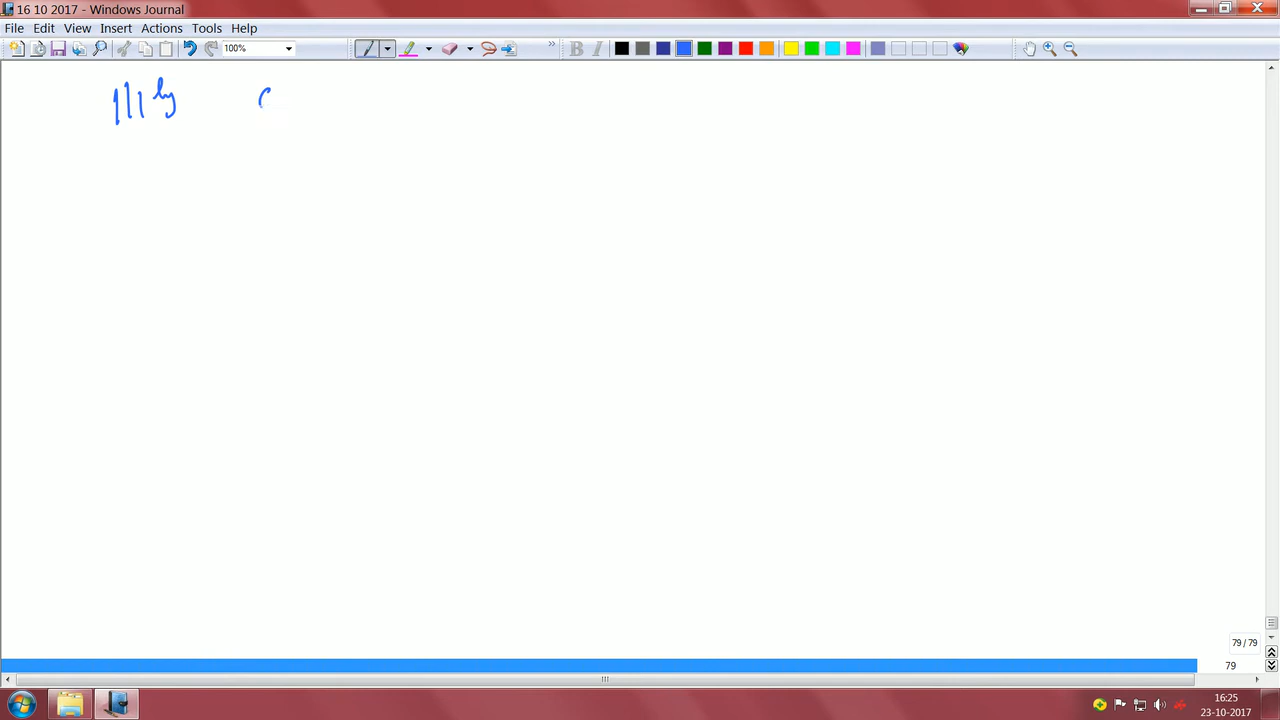 16 10 2017 - Windows Journal
File Edit View Insert Actions Tools Help
100% » B I
|||ly
79 / 79
79
16:25
23-10-2017